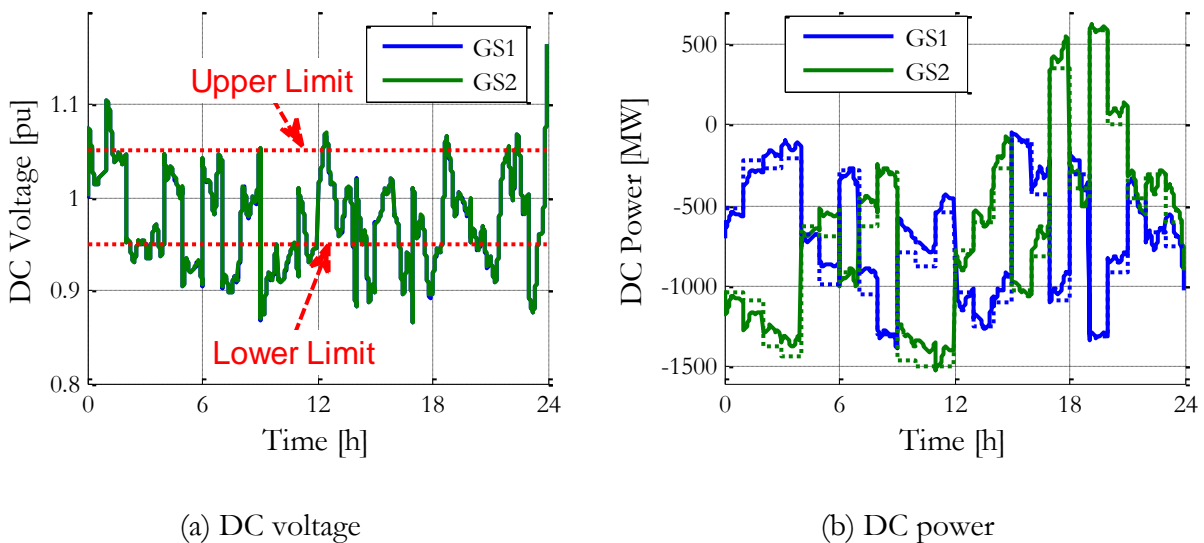 GS1
GS2
Upper Limit
Lower Limit
DC Voltage [pu]
1.1
1
0.9
0.8
0
6
12
18
24
Time [h]
(a) DC voltage
GS1
GS2
DC Power [MW]
500
0
-500
-1000
-1500
0
6
12
18
24
Time [h]
(b) DC power